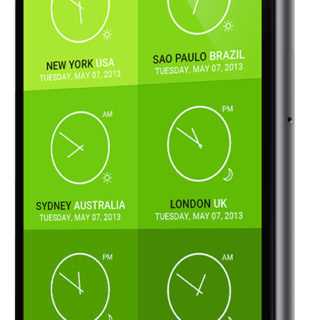 NEW YORK USA
TUESDAY, MAY 07, 2013
SAO PAULO BRAZIL
TUESDAY, MAY 07, 2013
AM
PM
SYDNEY AUSTRALIA
TUESDAY, MAY 07, 2013
LONDON UK
TUESDAY, MAY 07, 2013
PM
AM